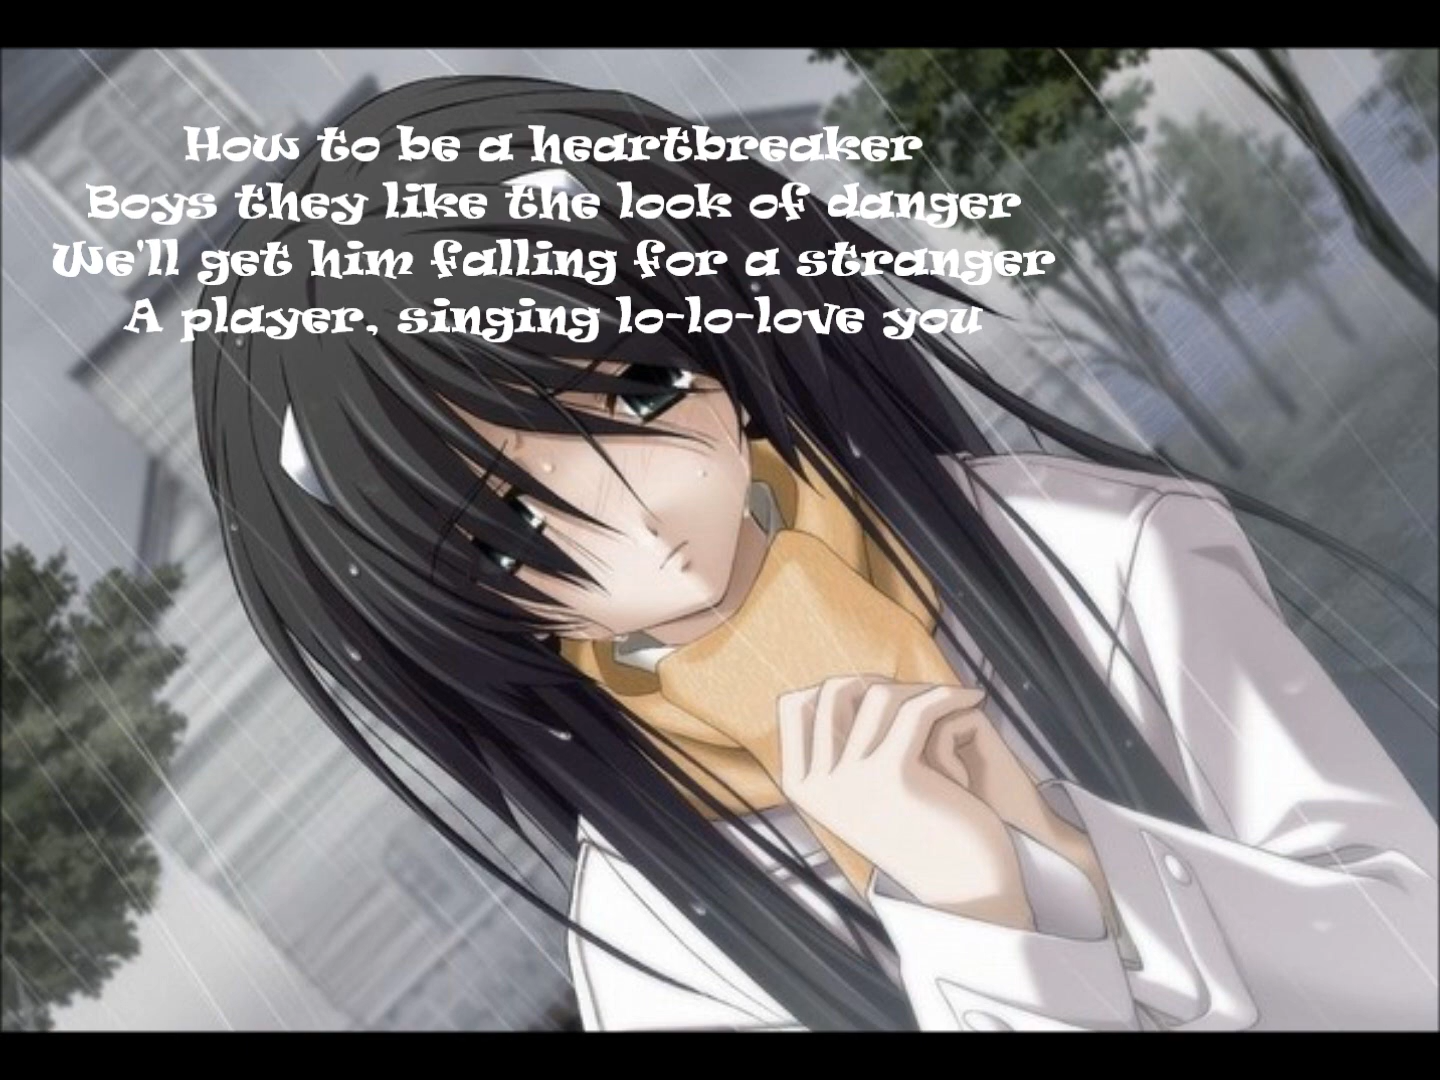 How to be a heartbreaker
Boys they like the look of danger
We'll get him falling for a stranger
A player, singing lo-lo-love you